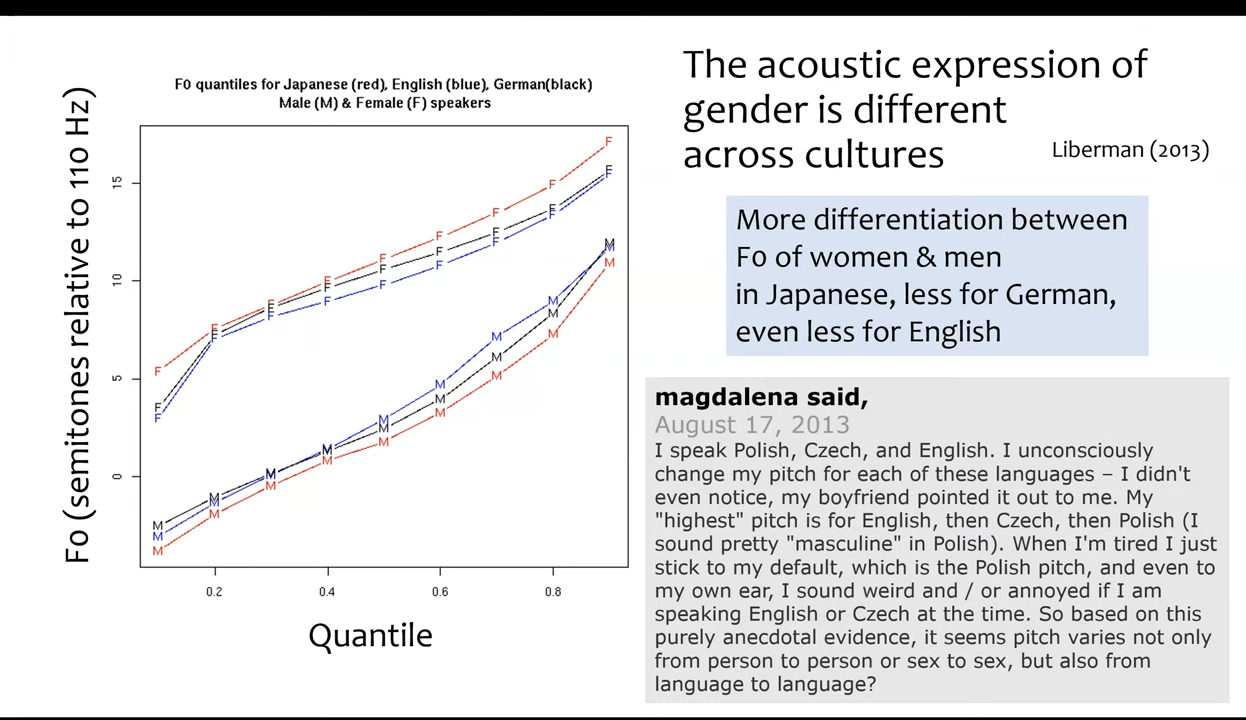 The acoustic expression of
gender is different
across cultures
Liberman (2013)
F0 quantiles for Japanese (red), English (blue), German(black)
Male (M) & Female (F) speakers
F0 (semitones relative to 110 Hz)
15
10
5
0
F F F F F F F F F
F F F F F F F F F
F F F F F F F F F
M M M M M M M M M
M M M M M M M M M
M M M M M M M M M
0.2 0.4 0.6 0.8
Quantile
More differentiation between
F0 of women & men
in Japanese, less for German,
even less for English
magdalena said,
August 17, 2013
I speak Polish, Czech, and English. I unconsciously
change my pitch for each of these languages – I didn't
even notice, my boyfriend pointed it out to me. My
"highest" pitch is for English, then Czech, then Polish (I
sound pretty "masculine" in Polish). When I'm tired I just
stick to my default, which is the Polish pitch, and even to
my own ear, I sound weird and / or annoyed if I am
speaking English or Czech at the time. So based on this
purely anecdotal evidence, it seems pitch varies not only
from person to person or sex to sex, but also from
language to language?